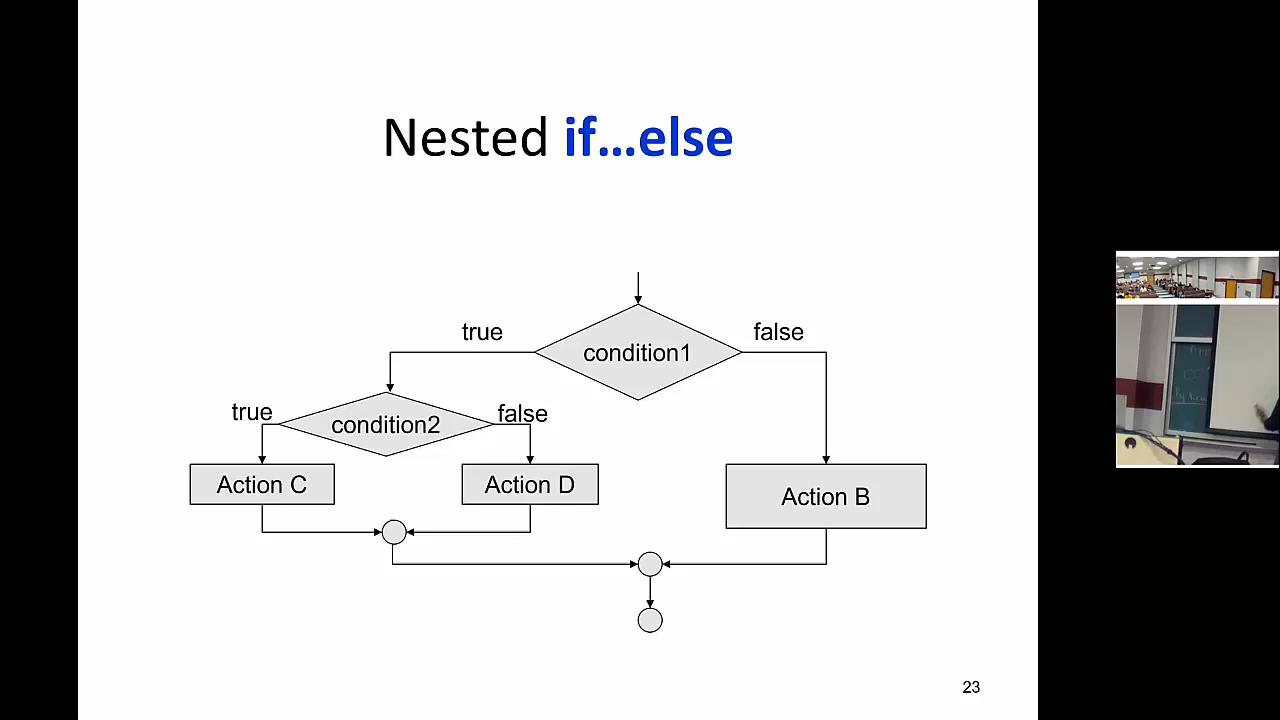 Nested if...else
true
condition1
false
true
condition2
false
Action C
Action D
Action B
23